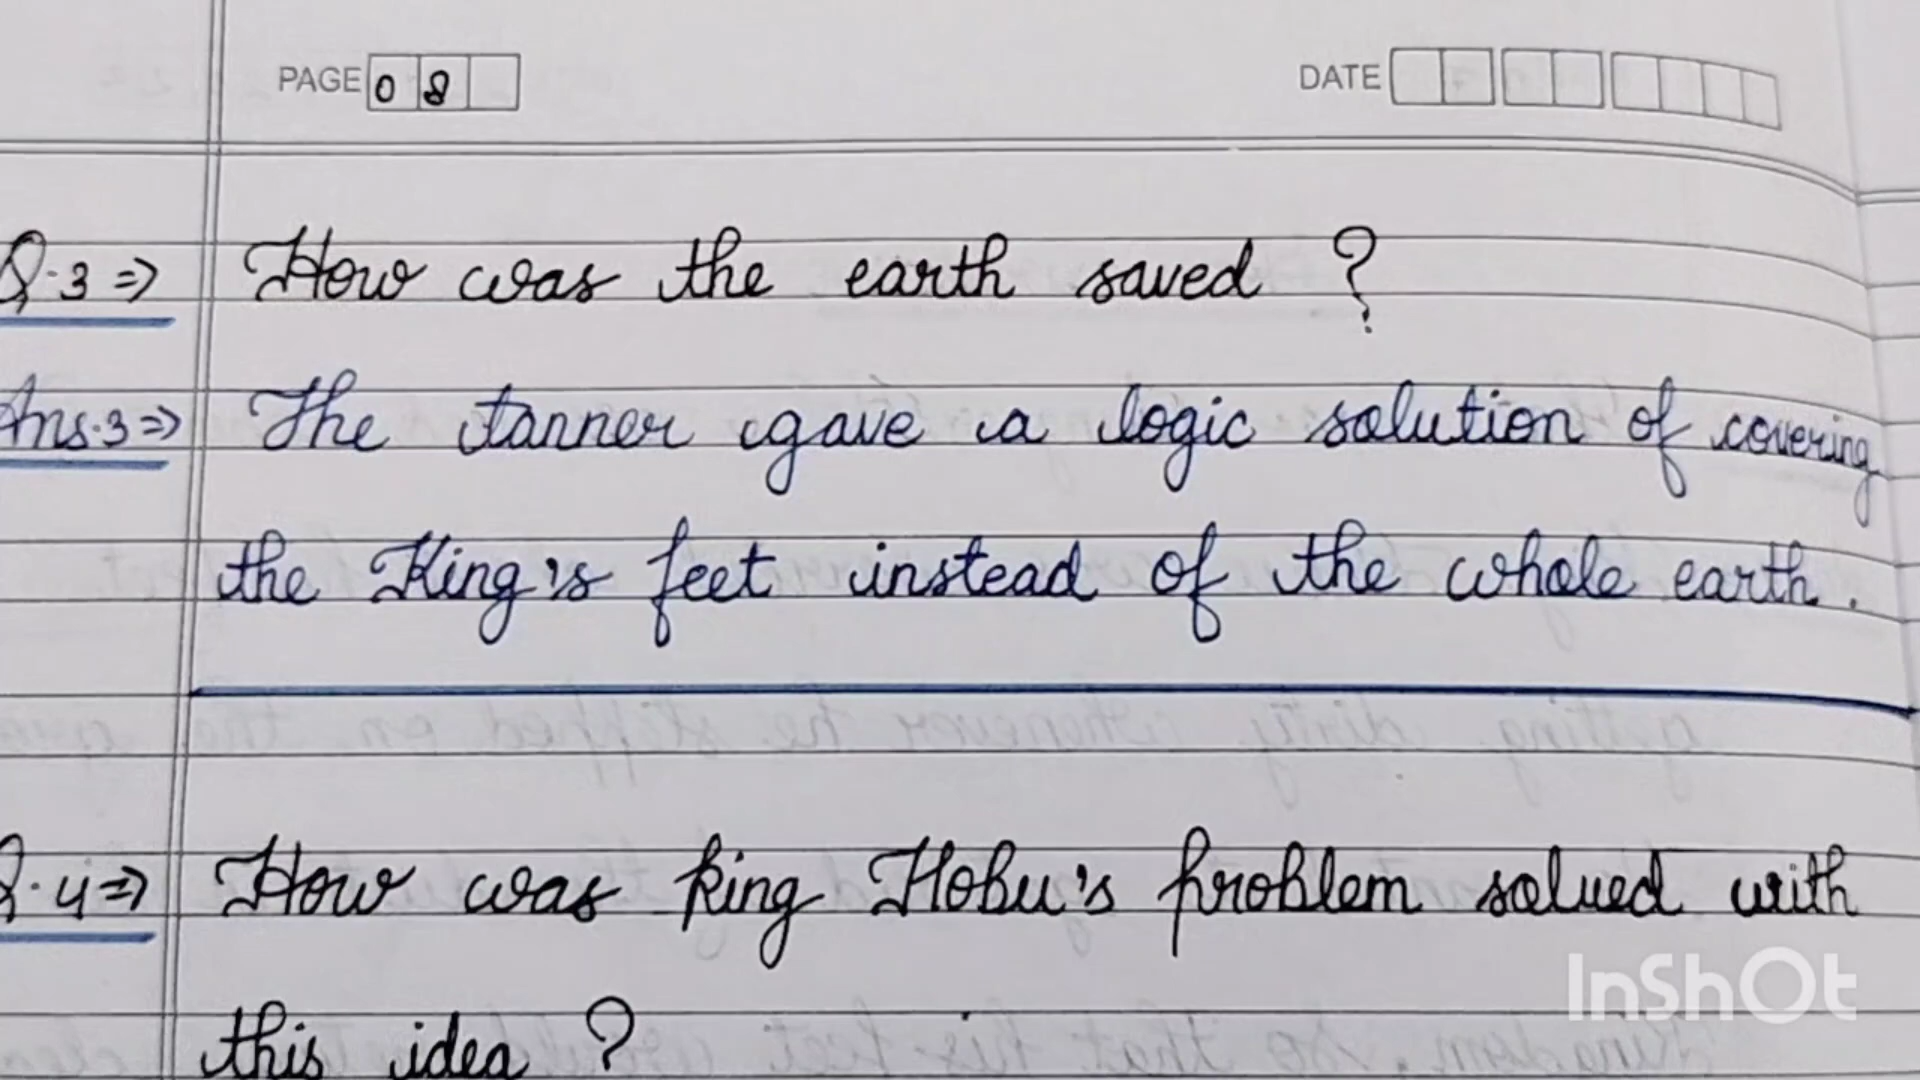 PAGE 08 DATE
Q.3⇒ How was the earth saved ?
Ans.3⇒ The tanner gave a logic solution of covering
the King's feet instead of the whole earth.
Q.4⇒ How was king Hobu's problem solved with
this idea ?
InShOt